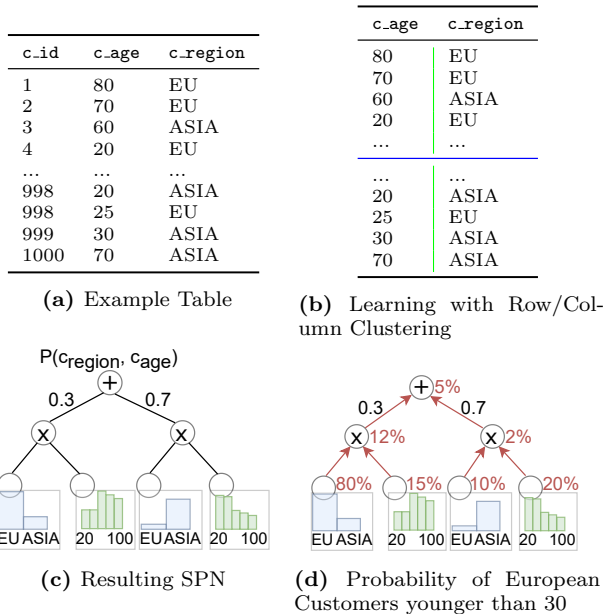 c_id c_age c_region
1 80 EU
2 70 EU
3 60 ASIA
4 20 EU
... ... ...
998 20 ASIA
998 25 EU
999 30 ASIA
1000 70 ASIA
(a) Example Table
c_age c_region
80 EU
70 EU
60 ASIA
20 EU
... ...
... ...
20 ASIA
25 EU
30 ASIA
70 ASIA
(b) Learning with Row/Col-
umn Clustering
P(c_region, c_age)
+
0.3 0.7
x x
EU ASIA 20 100 EU ASIA 20 100
(c) Resulting SPN
+ 5%
0.3 0.7
x 12% x 2%
80% 15% 10% 20%
EU ASIA 20 100 EU ASIA 20 100
(d) Probability of European
Customers younger than 30